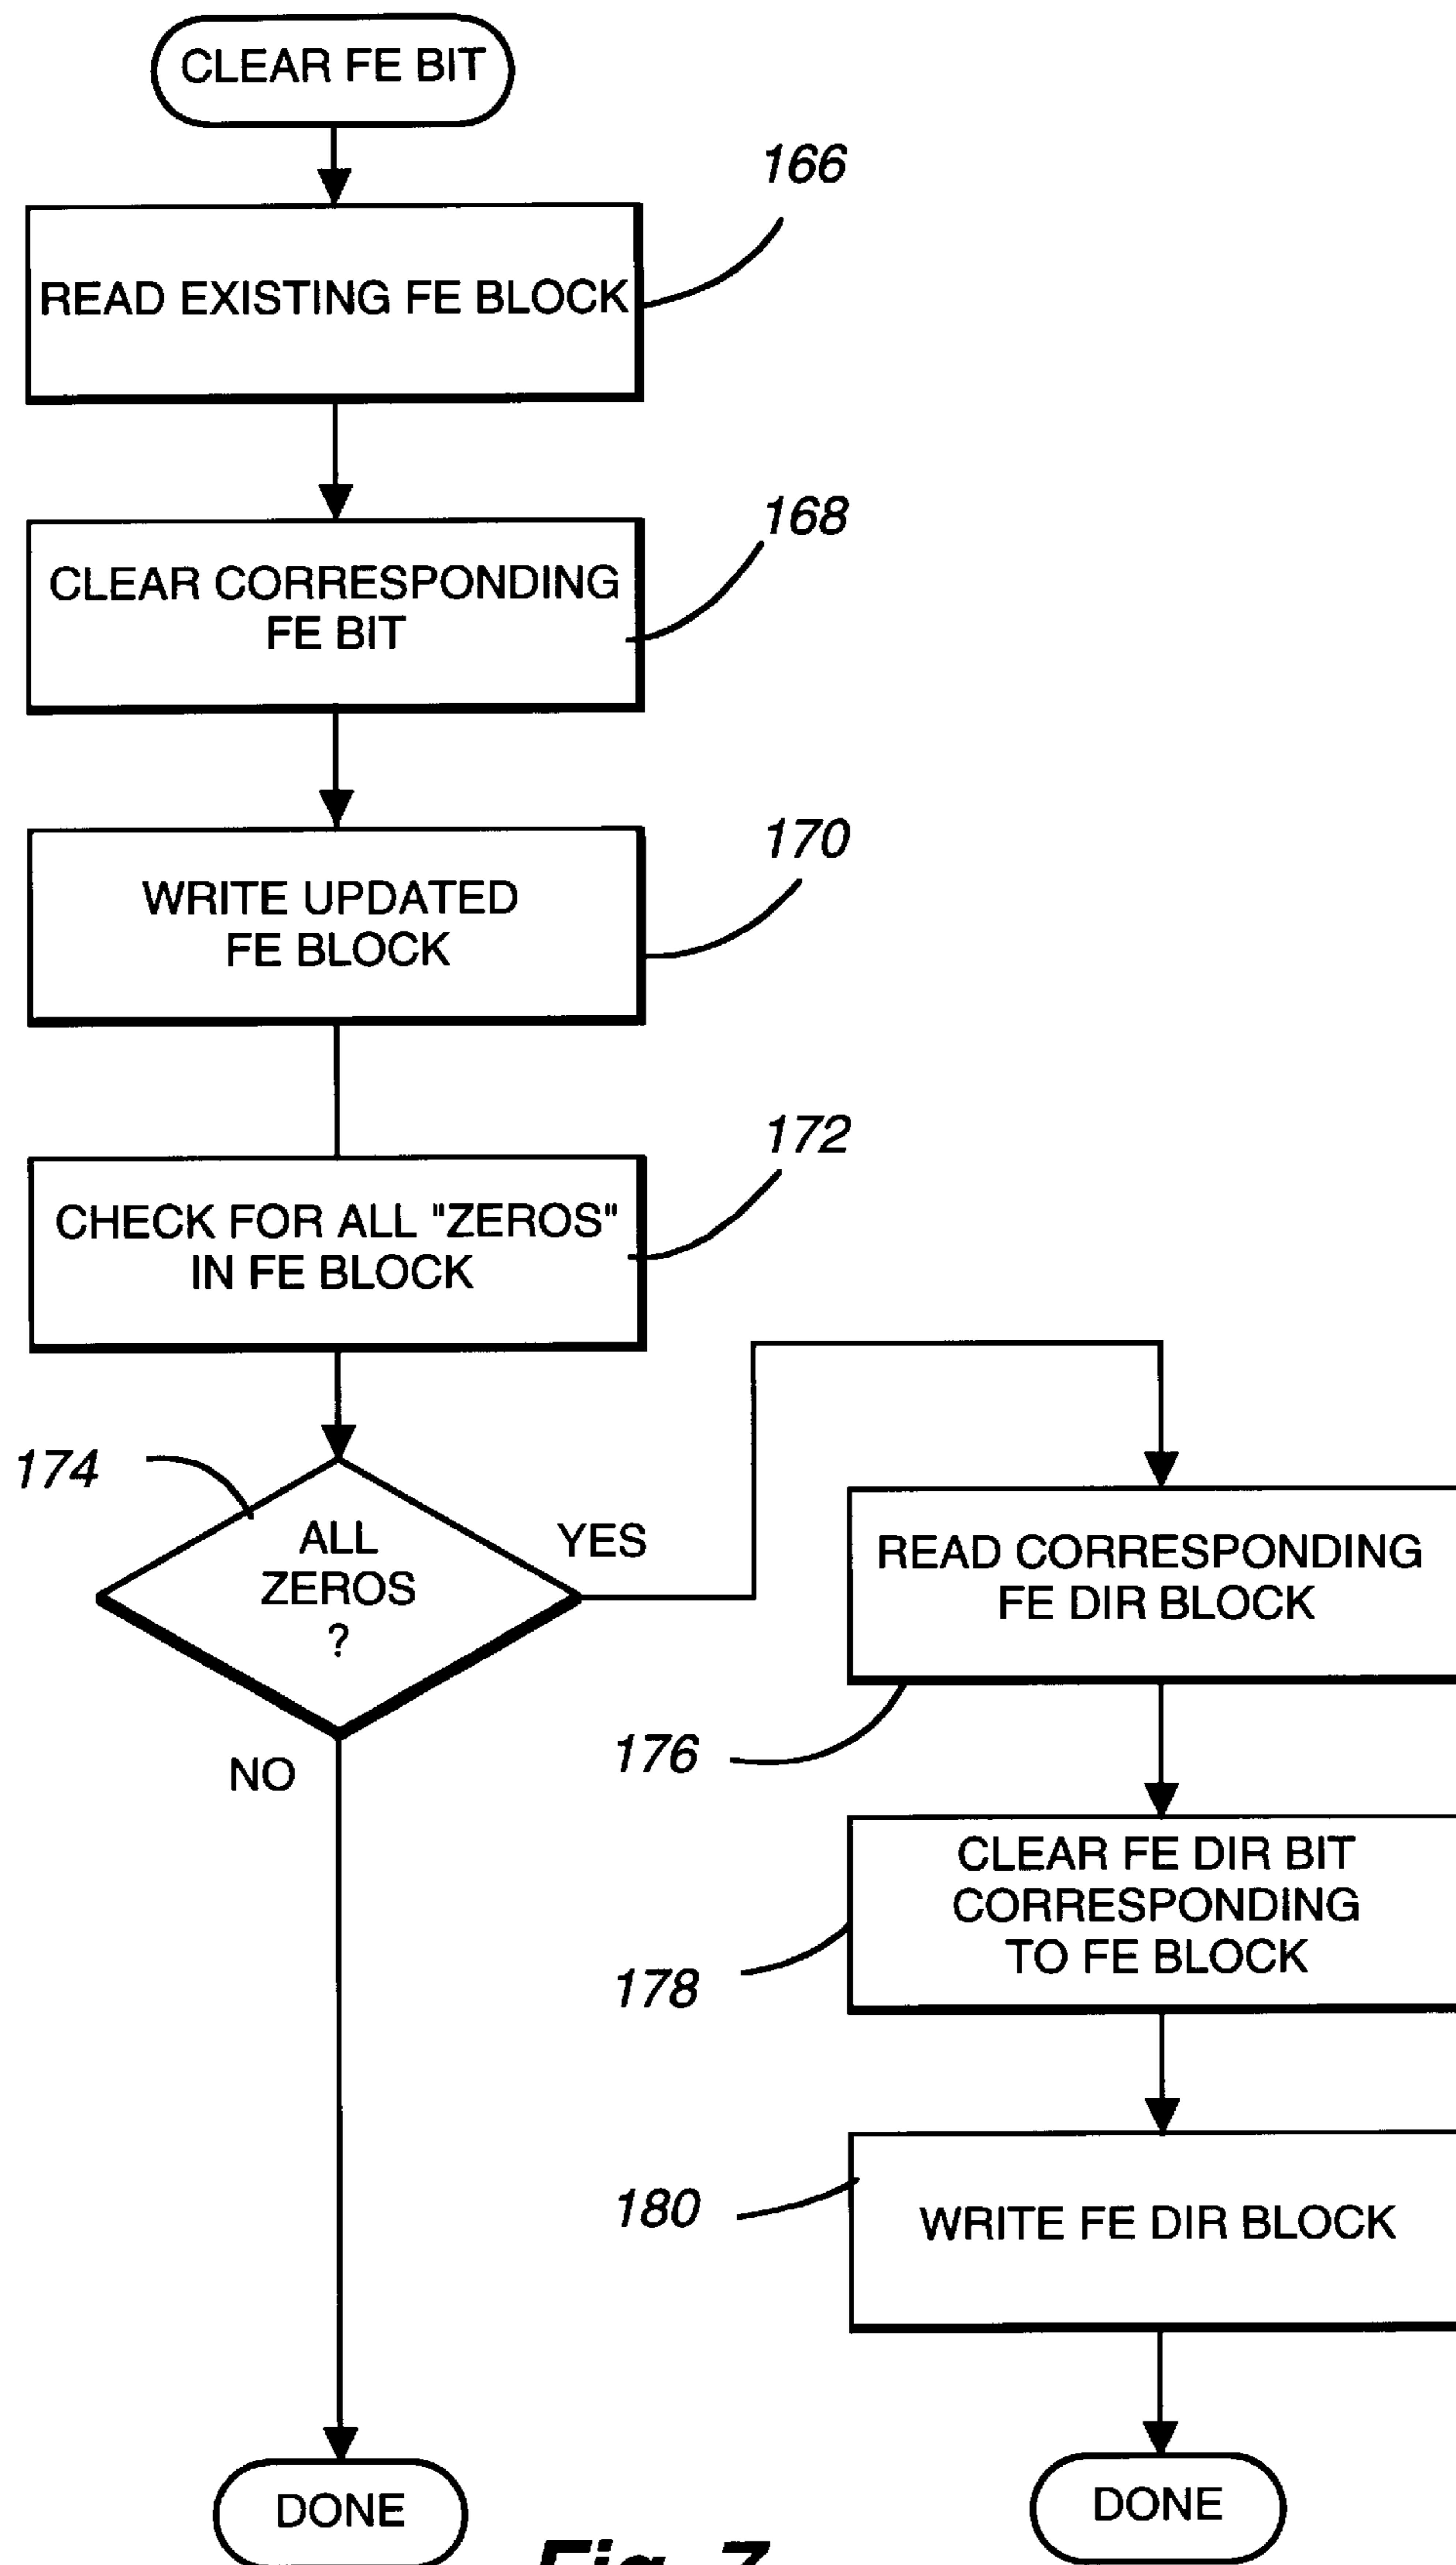 CLEAR FE BIT
166
READ EXISTING FE BLOCK
168
CLEAR CORRESPONDING
FE BIT
170
WRITE UPDATED
FE BLOCK
172
CHECK FOR ALL "ZEROS"
IN FE BLOCK
174
ALL
ZEROS
?
YES
NO
READ CORRESPONDING
FE DIR BLOCK
176
CLEAR FE DIR BIT
CORRESPONDING
TO FE BLOCK
178
180
WRITE FE DIR BLOCK
DONE
DONE
Fig. 7